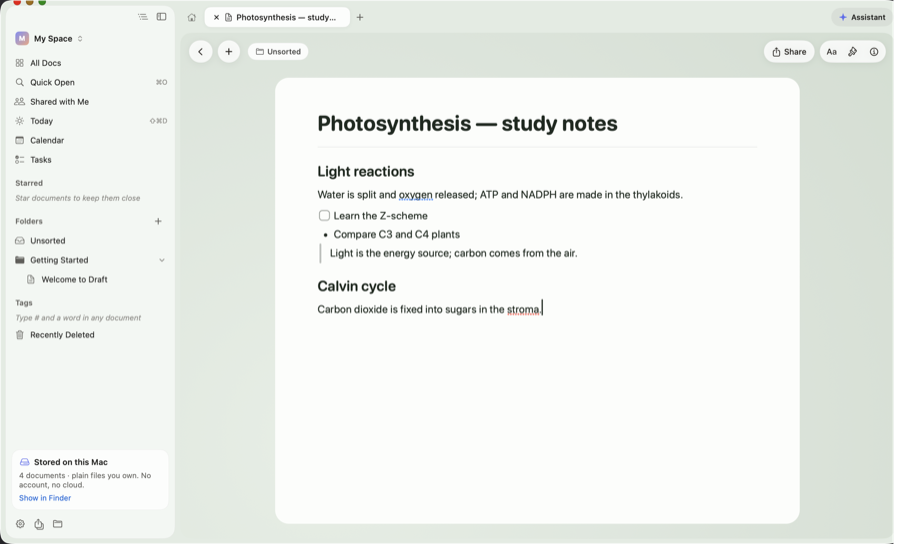 Photosynthesis — study...
Assistant
M My Space
All Docs
Quick Open ⌘O
Shared with Me
Today ⇧⌘D
Calendar
Tasks
Starred
Star documents to keep them close
Folders
Unsorted
Getting Started
Welcome to Draft
Tags
Type # and a word in any document
Recently Deleted
Stored on this Mac
4 documents · plain files you own. No
account, no cloud.
Show in Finder
Unsorted
Share
Aa
Photosynthesis — study notes
Light reactions
Water is split and oxygen released; ATP and NADPH are made in the thylakoids.
Learn the Z-scheme
• Compare C3 and C4 plants
Light is the energy source; carbon comes from the air.
Calvin cycle
Carbon dioxide is fixed into sugars in the stroma.